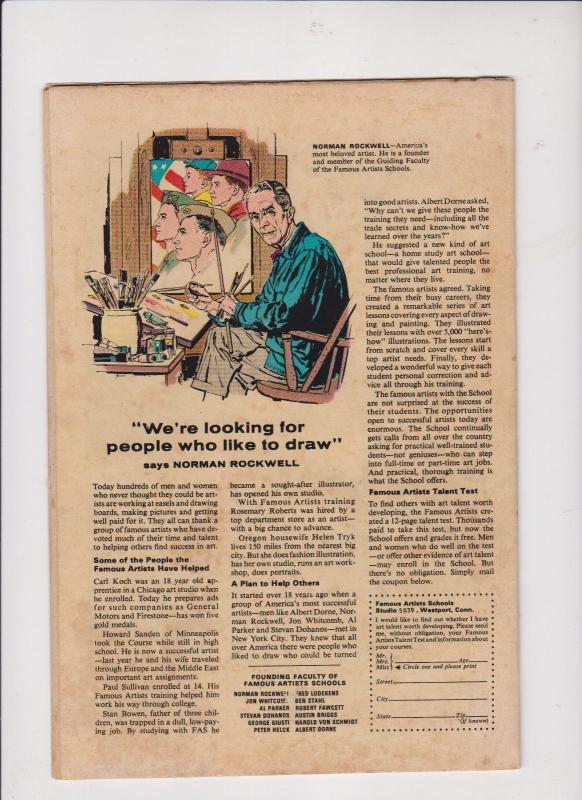 NORMAN ROCKWELL—America's
most beloved artist. He is a founder
and member of the Guiding Faculty
of the Famous Artists Schools.
"We're looking for
people who like to draw"
says NORMAN ROCKWELL
Today hundreds of men and women
who never thought they could be art-
ists are working at easels and drawing
boards, making pictures and getting
well paid for it. They all can thank a
group of famous artists who have de-
voted much of their time and talent
to helping others find success in art.
Some of the People the
Famous Artists Have Helped
Carl Koch was an 18 year old ap-
prentice in a Chicago art studio when
he enrolled. Today he prepares ads
for such companies as General
Motors and Firestone—has won five
gold medals.
Howard Sanden of Minneapolis
took the Course while still in high
school. He is now a successful artist
—last year he and his wife traveled
through Europe and the Middle East
on important art assignments.
Paul Sullivan enrolled at 14. His
Famous Artists training helped him
work his way through college.
Stan Bowen, father of three chil-
dren, was trapped in a dull, low-pay-
ing job. By studying with FAS he
became a sought-after illustrator,
has opened his own studio.
With Famous Artists training
Rosemary Roberts was hired by a
top department store as an artist—
with a big chance to advance.
Oregon housewife Helen Tryk
lives 150 miles from the nearest big
city. But she does fashion illustration,
has her own studio, runs an art work-
shop, does portraits.
A Plan to Help Others
It started over 18 years ago when a
group of America's most successful
artists—men like Albert Dorne, Nor-
man Rockwell, Jon Whitcomb, Al
Parker and Stevan Dohanos—met in
New York City. They knew that all
over America there were people who
liked to draw who could be turned
FOUNDING FACULTY OF
FAMOUS ARTISTS SCHOOLS
NORMAN ROCKWELL FRED LUDEKENS
JON WHITCOMB BEN STAHL
AL PARKER ROBERT FAWCETT
STEVAN DOHANOS AUSTIN BRIGGS
GEORGE GIUSTI HAROLD VON SCHMIDT
PETER HELCK ALBERT DORNE
into good artists. Albert Dorne asked,
"Why can't we give these people the
training they need—including all the
trade secrets and know-how we've
learned over the years?"
He suggested a new kind of art
school—a home study art school—
that would give talented people the
best professional art training, no
matter where they live.
The famous artists agreed. Taking
time from their busy careers, they
created a remarkable series of art
lessons covering every aspect of draw-
ing and painting. They illustrated
their lessons with over 5,000 "here's-
how" illustrations. The lessons start
from scratch and cover every skill a
top artist needs. Finally, they de-
veloped a wonderful way to give each
student personal correction and ad-
vice all through his training.
The famous artists with the School
are not surprised at the success of
their students. The opportunities
open to successful artists today are
enormous. The School continually
gets calls from all over the country
asking for practical well-trained stu-
dents—not geniuses—who can step
into full-time or part-time art jobs.
And practical, thorough training is
what the School offers.
Famous Artists Talent Test
To find others with art talent worth
developing, the Famous Artists cre-
ated a 12-page talent test. Thousands
paid to take this test, but now the
School offers and grades it free. Men
and women who do well on the test
—or offer other evidence of art talent
—may enroll in the School. But
there's no obligation. Simply mail
the coupon below.
Famous Artists Schools
Studio 5039, Westport, Conn.
I would like to find out whether I have
art talent worth developing. Please send
me, without obligation, your Famous
Artists Talent Test and information about
your courses.
Mr.
Mrs. Age
Miss Circle one and please print
Street
City
State Zip
(if known)